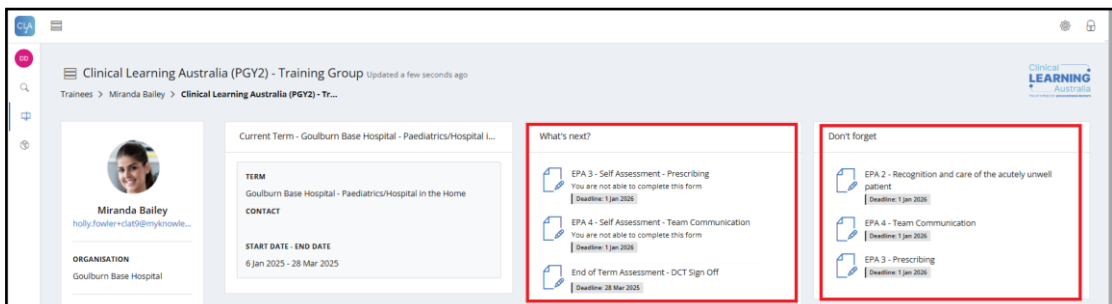 CLA
Clinical Learning Australia (PGY2) - Training Group Updated a few seconds ago
Trainees > Miranda Bailey > Clinical Learning Australia (PGY2) - Tr...
Clinical
LEARNING
Australia
DD
Miranda Bailey
holly.fowler+clat9@myknowle...
ORGANISATION
Goulburn Base Hospital
Current Term - Goulburn Base Hospital - Paediatrics/Hospital i...
TERM
Goulburn Base Hospital - Paediatrics/Hospital in the Home
CONTACT
START DATE - END DATE
6 Jan 2025 - 28 Mar 2025
What's next?
EPA 3 - Self Assessment - Prescribing
You are not able to complete this form
Deadline: 1 Jan 2026
EPA 4 - Self Assessment - Team Communication
You are not able to complete this form
Deadline: 1 Jan 2026
End of Term Assessment - DCT Sign Off
Deadline: 28 Mar 2025
Don't forget
EPA 2 - Recognition and care of the acutely unwell
patient
Deadline: 1 Jan 2026
EPA 4 - Team Communication
Deadline: 1 Jan 2026
EPA 3 - Prescribing
Deadline: 1 Jan 2026